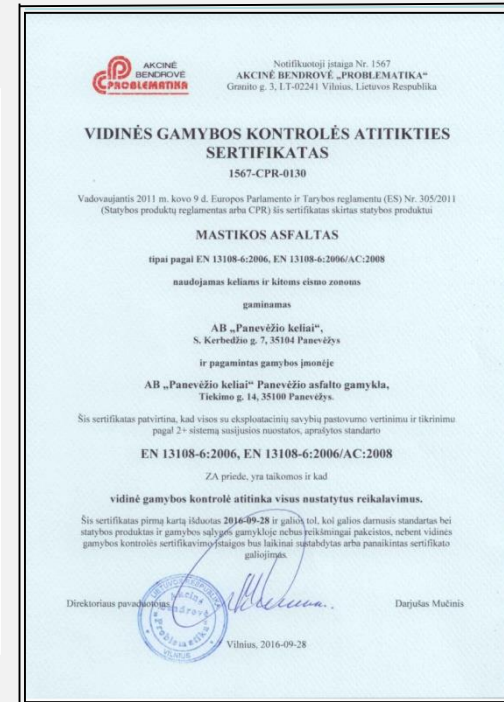 AKCINĖ
BENDROVĖ
PROBLEMATIKA
Notifikuotoji įstaiga Nr. 1567
AKCINĖ BENDROVĖ „PROBLEMATIKA“
Granito g. 3, LT-02241 Vilnius, Lietuvos Respublika
VIDINĖS GAMYBOS KONTROLĖS ATITIKTIES
SERTIFIKATAS
1567-CPR-0130
Vadovaujantis 2011 m. kovo 9 d. Europos Parlamento ir Tarybos reglamentu (ES) Nr. 305/2011
(Statybos produktų reglamentas arba CPR) šis sertifikatas skirtas statybos produktui
MASTIKOS ASFALTAS
tipai pagal EN 13108-6:2006, EN 13108-6:2006/AC:2008
naudojamas keliams ir kitoms eismo zonoms
gaminamas
AB „Panevėžio keliai“,
S. Kerbedžio g. 7, 35104 Panevėžys
ir pagamintas gamybos įmonėje
AB „Panevėžio keliai“ Panevėžio asfalto gamykla,
Tiekimo g. 14, 35100 Panevėžys.
Šis sertifikatas patvirtina, kad visos su eksploatacinių savybių pastovumo vertinimu ir tikrinimu
pagal 2+ sistemą susijusios nuostatos, aprašytos standarto
EN 13108-6:2006, EN 13108-6:2006/AC:2008
ZA priede, yra taikomos ir kad
vidinė gamybos kontrolė atitinka visus nustatytus reikalavimus.
Šis sertifikatas pirmą kartą išduotas 2016-09-28 ir galios tol, kol galios darnusis standartas bei
statybos produktas ir gamybos sąlygos gamykloje nebus reikšmingai pakeistos, nebent vidinės
gamybos kontrolės sertifikavimo įstaigos bus laikinai sustabdytas arba panaikintas sertifikato
galiojimas.
Direktoriaus pavaduotojas
Darjušas Mučinis
Akcinė
bendrovė
Problematika
VILNIUS
Vilnius, 2016-09-28